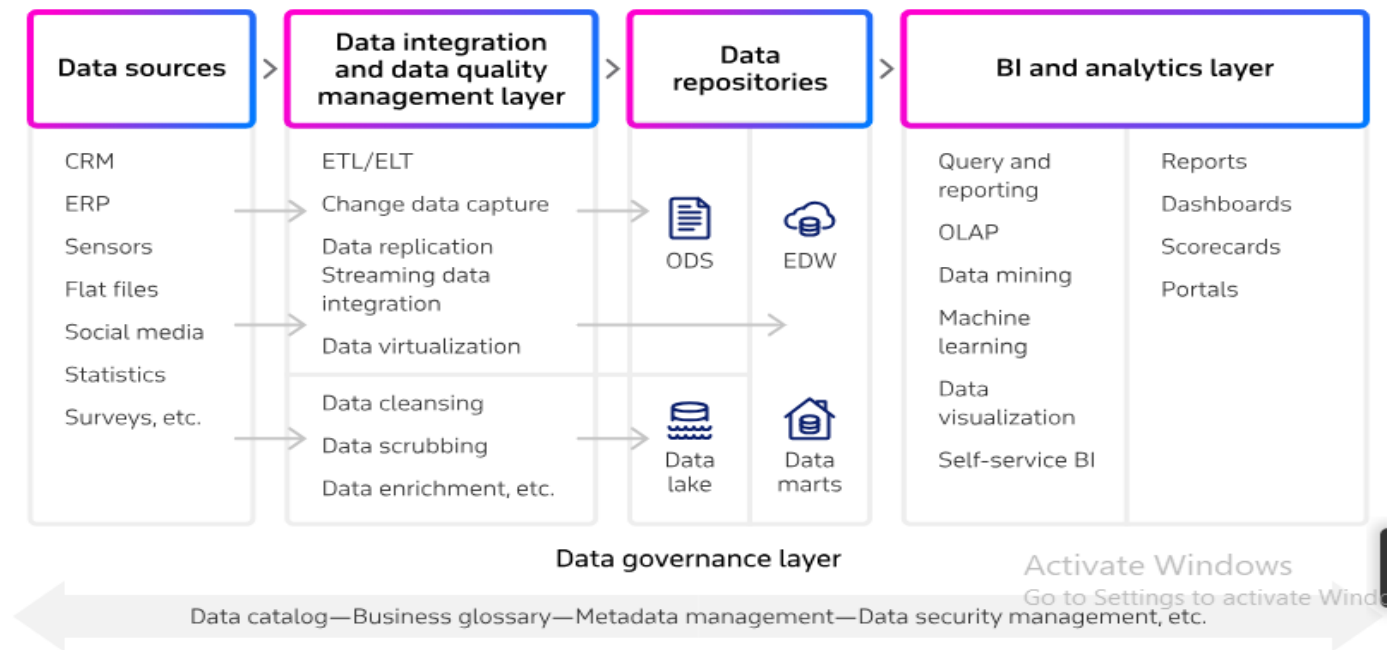 Data sources
Data integration
and data quality
management layer
Data
repositories
BI and analytics layer
CRM
ERP
Sensors
Flat files
Social media
Statistics
Surveys, etc.
ETL/ELT
Change data capture
Data replication
Streaming data
integration
Data virtualization
Data cleansing
Data scrubbing
Data enrichment, etc.
ODS
EDW
Data
lake
Data
marts
Query and
reporting
OLAP
Data mining
Machine
learning
Data
visualization
Self-service BI
Reports
Dashboards
Scorecards
Portals
Data governance layer
Activate Windows
Go to Settings to activate
Data catalog—Business glossary—Metadata management—Data security management, etc.